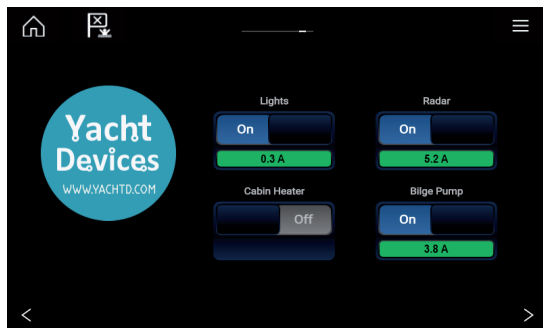 Yacht
Devices
WWW.YACHTD.COM
Lights
On
0.3 A
Radar
On
5.2 A
Cabin Heater
Off
Bilge Pump
On
3.8 A